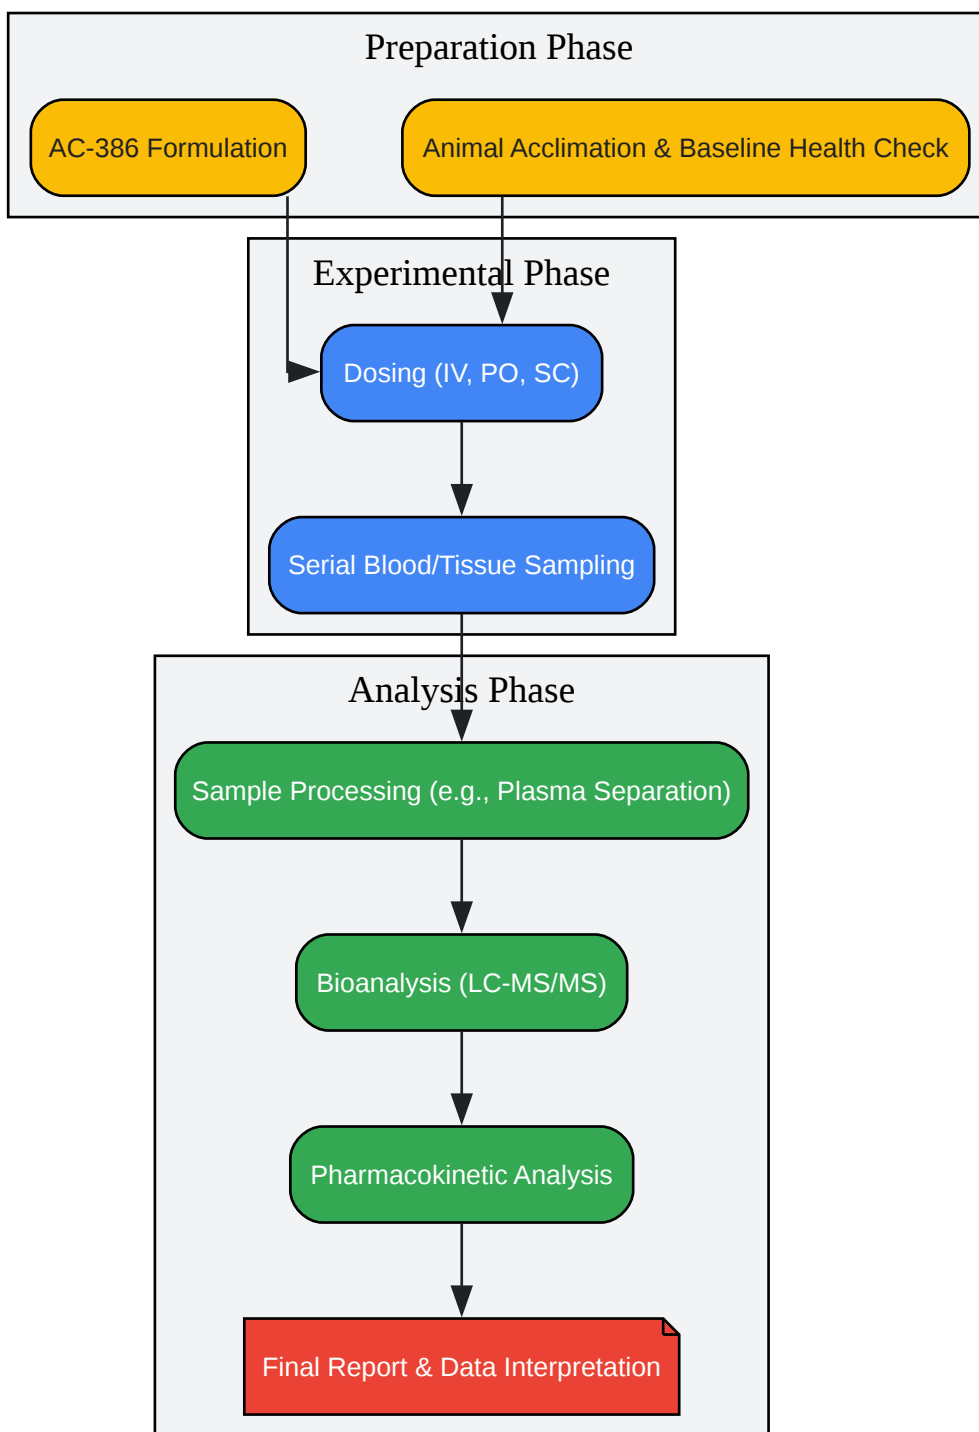 Preparation Phase
AC-386 Formulation
Animal Acclimation & Baseline Health Check
Experimental Phase
Dosing (IV, PO, SC)
Serial Blood/Tissue Sampling
Analysis Phase
Sample Processing (e.g., Plasma Separation)
Bioanalysis (LC-MS/MS)
Pharmacokinetic Analysis
Final Report & Data Interpretation